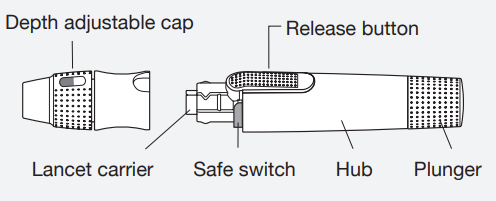 Depth adjustable cap
Release button
Lancet carrier
Safe switch
Hub
Plunger